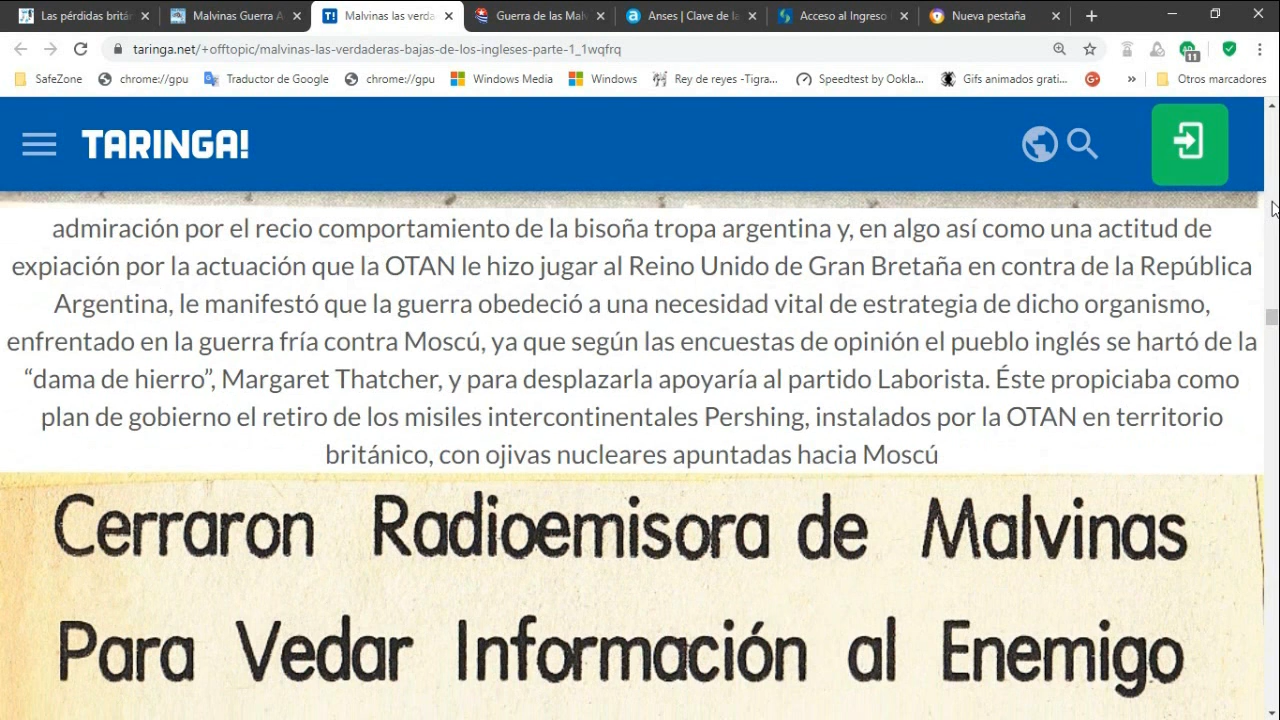 Las pérdidas britár
Malvinas Guerra A
Malvinas las verda
Guerra de las Malv
Anses | Clave de la
Acceso al Ingreso
Nueva pestaña
taringa.net/+offtopic/malvinas-las-verdaderas-bajas-de-los-ingleses-parte-1_1wqfrq
11
SafeZone
chrome://gpu
Traductor de Google
chrome://gpu
Windows Media
Windows
Rey de reyes -Tigra...
Speedtest by Ookla...
Gifs animados grati...
»
Otros marcadores
TARINGA!
admiración por el recio comportamiento de la bisoña tropa argentina y, en algo así como una actitud de
expiación por la actuación que la OTAN le hizo jugar al Reino Unido de Gran Bretaña en contra de la República
Argentina, le manifestó que la guerra obedeció a una necesidad vital de estrategia de dicho organismo,
enfrentado en la guerra fría contra Moscú, ya que según las encuestas de opinión el pueblo inglés se hartó de la
“dama de hierro”, Margaret Thatcher, y para desplazarla apoyaría al partido Laborista. Éste propiciaba como
plan de gobierno el retiro de los misiles intercontinentales Pershing, instalados por la OTAN en territorio
británico, con ojivas nucleares apuntadas hacia Moscú
Cerraron Radioemisora de Malvinas
Para Vedar Información al Enemigo